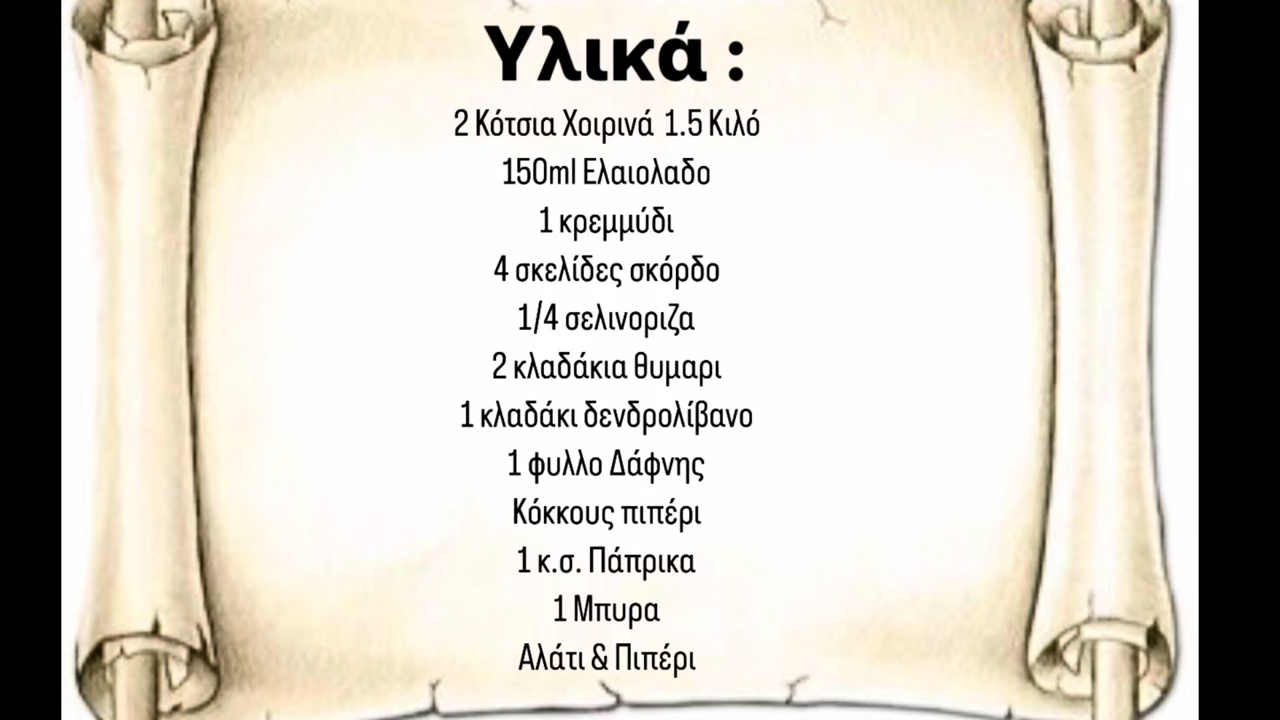 Υλικά :
2 Κότσια Χοιρινά 1.5 Κιλό
150ml Ελαιολαδο
1 κρεμμύδι
4 σκελίδες σκόρδο
1/4 σελινοριζα
2 κλαδάκια θυμαρι
1 κλαδάκι δενδρολίβανο
1 φυλλο Δάφνης
Κόκκους πιπέρι
1 κ.σ. Πάπρικα
1 Μπυρα
Αλάτι & Πιπέρι